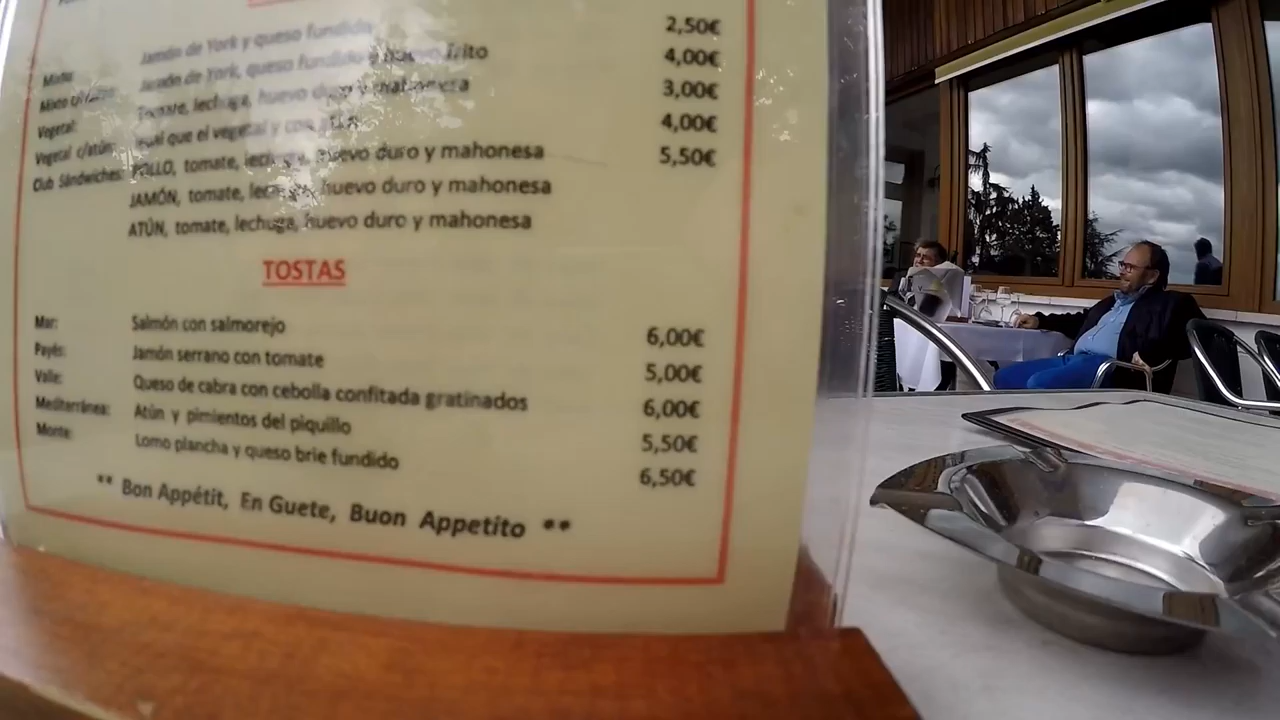 Mixto: Jamón de York y queso fundido 2,50€
Jamón de York, queso fundido y huevo frito 4,00€
Vegetal: Tomate, lechuga, huevo duro y mahonesa 3,00€
Vegetal c/atún: Igual que el vegetal y con 4,00€
Club Sándwiches: POLLO, tomate, lechuga, huevo duro y mahonesa 5,50€
JAMÓN, tomate, lechuga, huevo duro y mahonesa
ATÚN, tomate, lechuga, huevo duro y mahonesa
TOSTAS
Mar: Salmón con salmorejo 6,00€
Payés: Jamón serrano con tomate 5,00€
Valle: Queso de cabra con cebolla confitada gratinados 6,00€
Mediterránea: Atún y pimientos del piquillo 5,50€
Monte: Lomo plancha y queso brie fundido 6,50€
** Bon Appétit, En Guete, Buon Appetito **